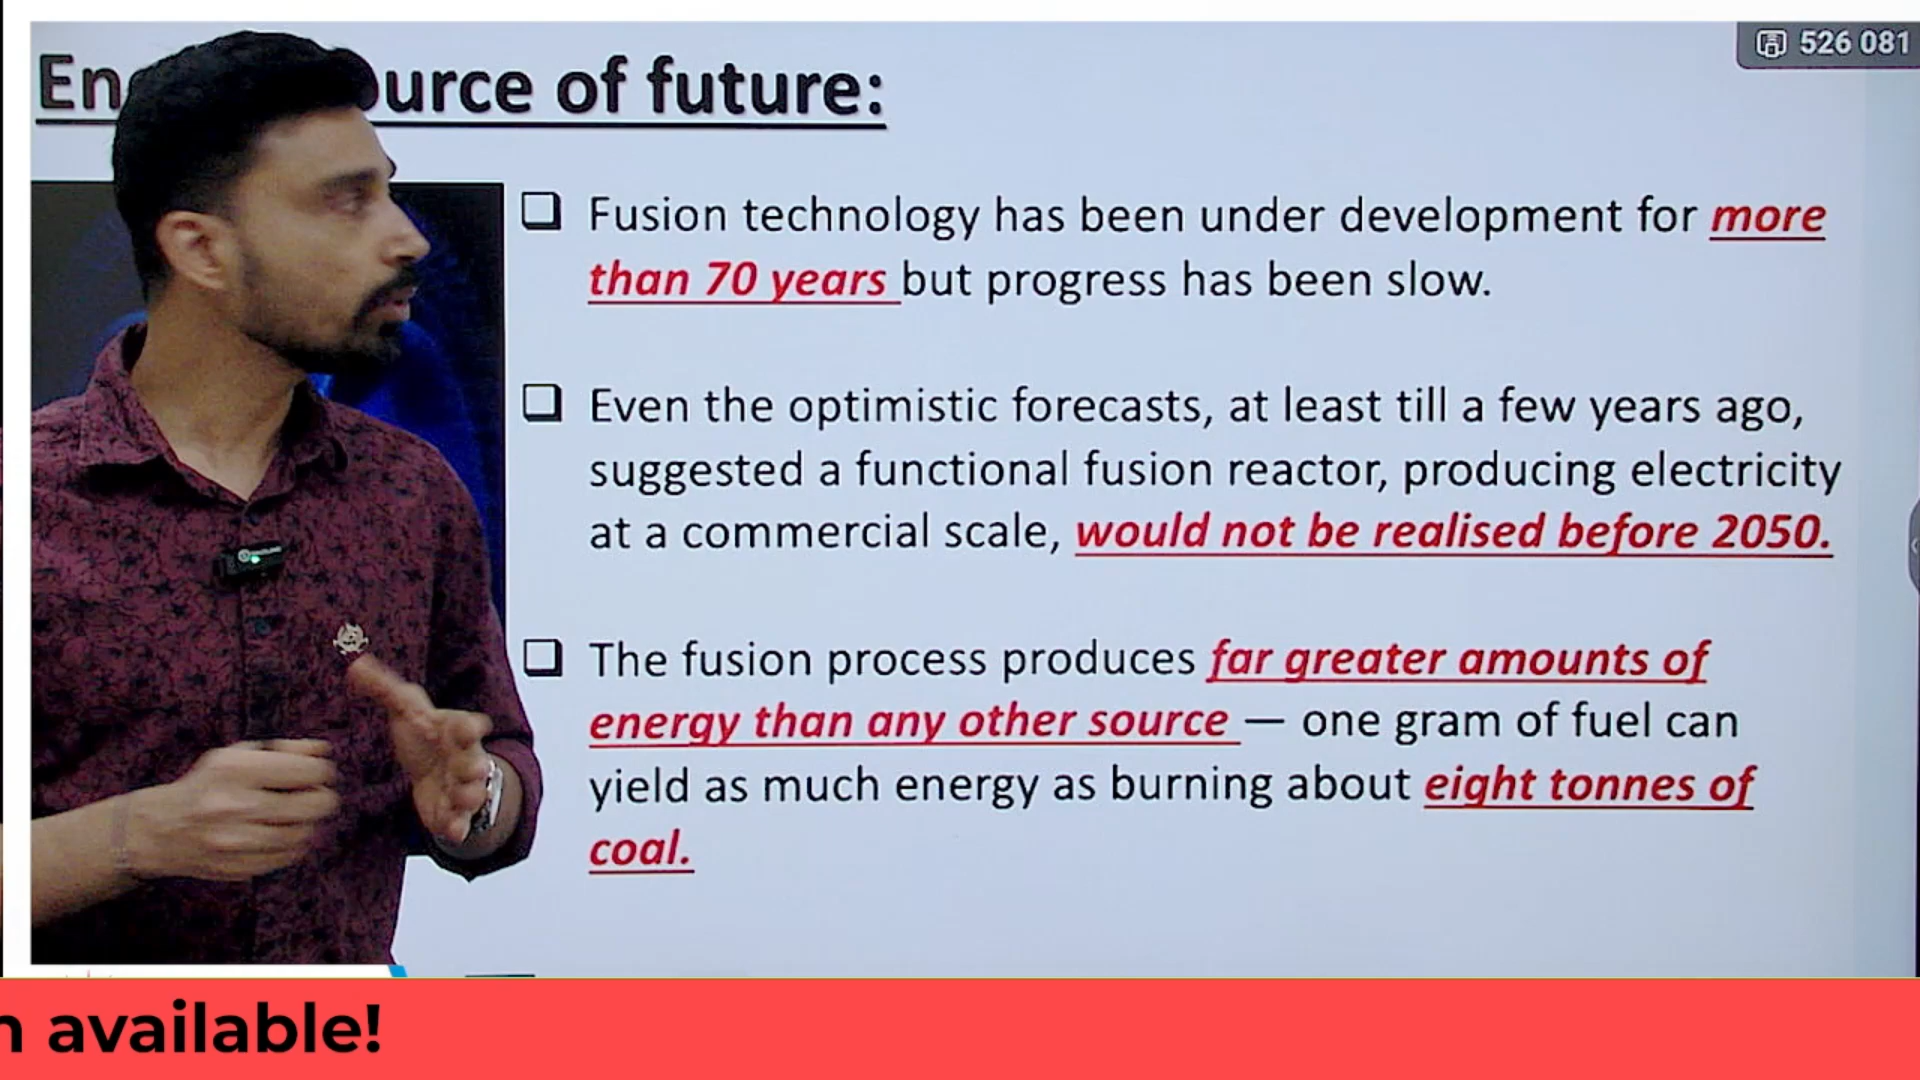 526 081
of future:
Fusion technology has been under development for more
than 70 years but progress has been slow.
Even the optimistic forecasts, at least till a few years ago,
suggested a functional fusion reactor, producing electricity
at a commercial scale, would not be realised before 2050.
The fusion process produces far greater amounts of
energy than any other source — one gram of fuel can
yield as much energy as burning about eight tonnes of
coal.
available!